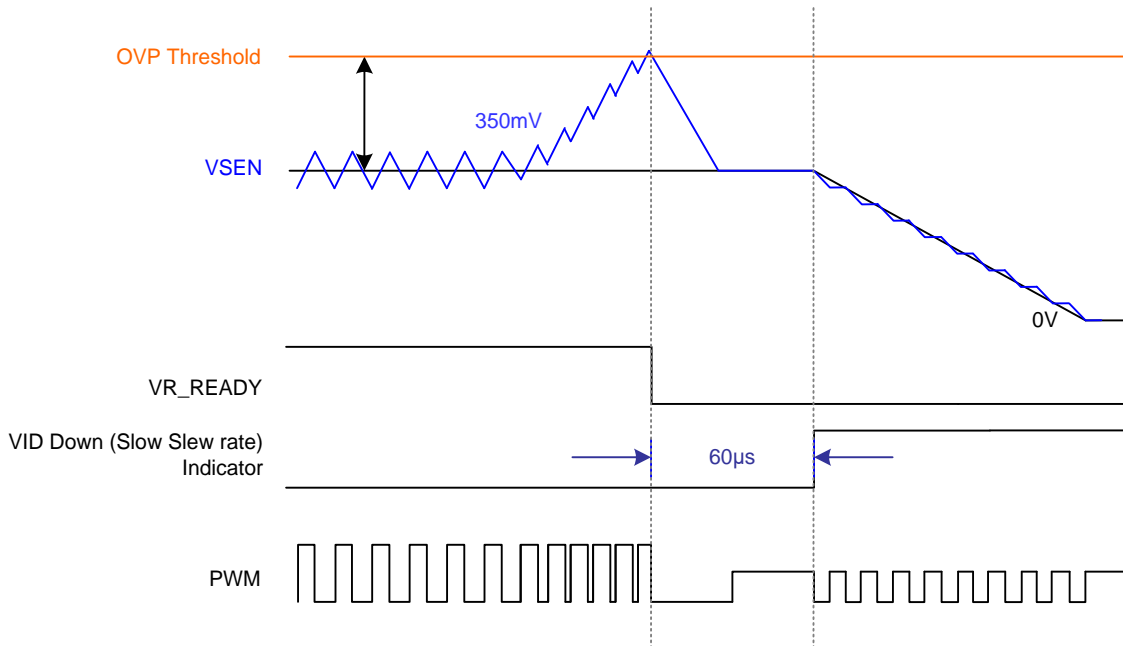 OVP Threshold
350mV
VSEN
0V
VR_READY
VID Down (Slow Slew rate)
Indicator
60µs
PWM